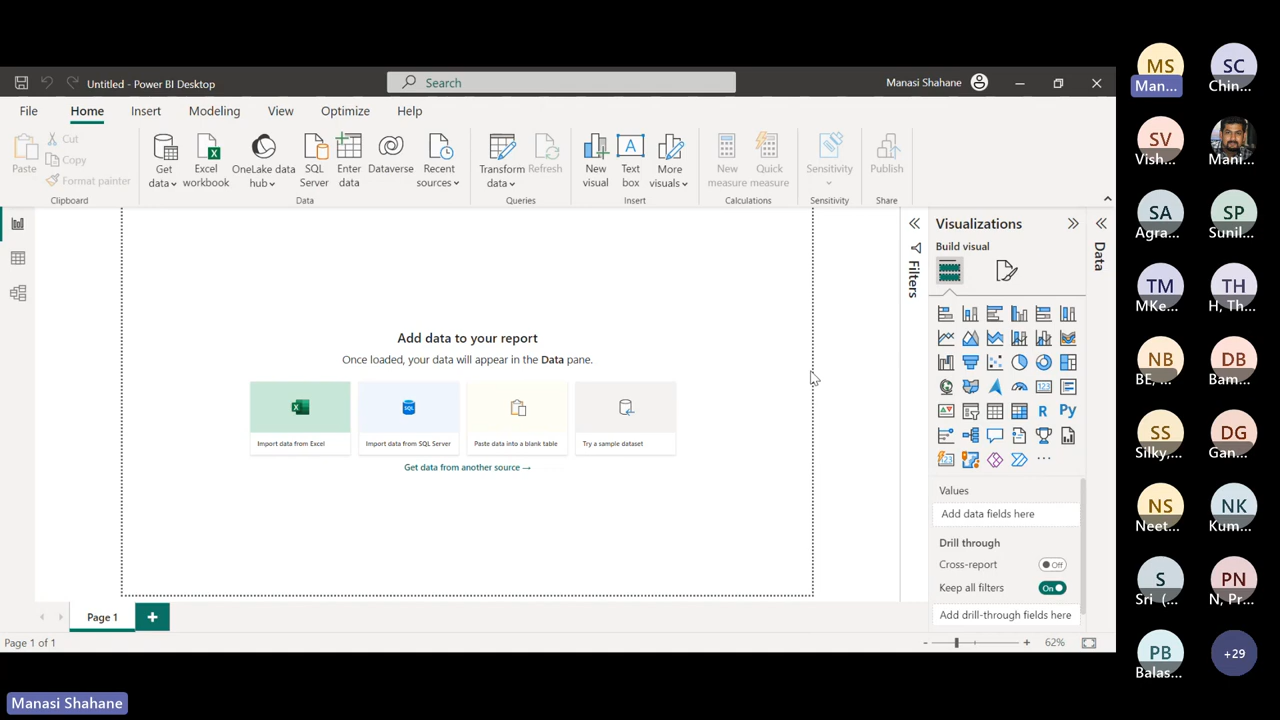 Untitled - Power BI Desktop
Search
Manasi Shahane
File
Home
Insert
Modeling
View
Optimize
Help
Paste
Cut
Copy
Format painter
Clipboard
Get data
Excel workbook
OneLake data hub
SQL Server
Enter data
Dataverse
Recent sources
Data
Transform data
Refresh
Queries
New visual
Text box
More visuals
Insert
New measure
Quick measure
Calculations
Sensitivity
Sensitivity
Publish
Share
Add data to your report
Once loaded, your data will appear in the Data pane.
Import data from Excel
SQL
Import data from SQL Server
Paste data into a blank table
Try a sample dataset
Get data from another source →
Filters
Visualizations
Build visual
123
R
Py
123
...
Values
Add data fields here
Drill through
Cross-report
Off
Keep all filters
On
Add drill-through fields here
Data
Page 1
+
Page 1 of 1
- + 62%
Manasi Shahane
MS
Man...
SC
Chin...
SV
Vish...
Mani...
SA
Agra...
SP
Sunil...
TM
MKe...
TH
H, Th...
NB
BE, ...
DB
Bam...
SS
Silky,...
DG
Gan...
NS
Neet...
NK
Kum...
S
Sri (...
PN
N, Pr...
PB
Balas...
+29